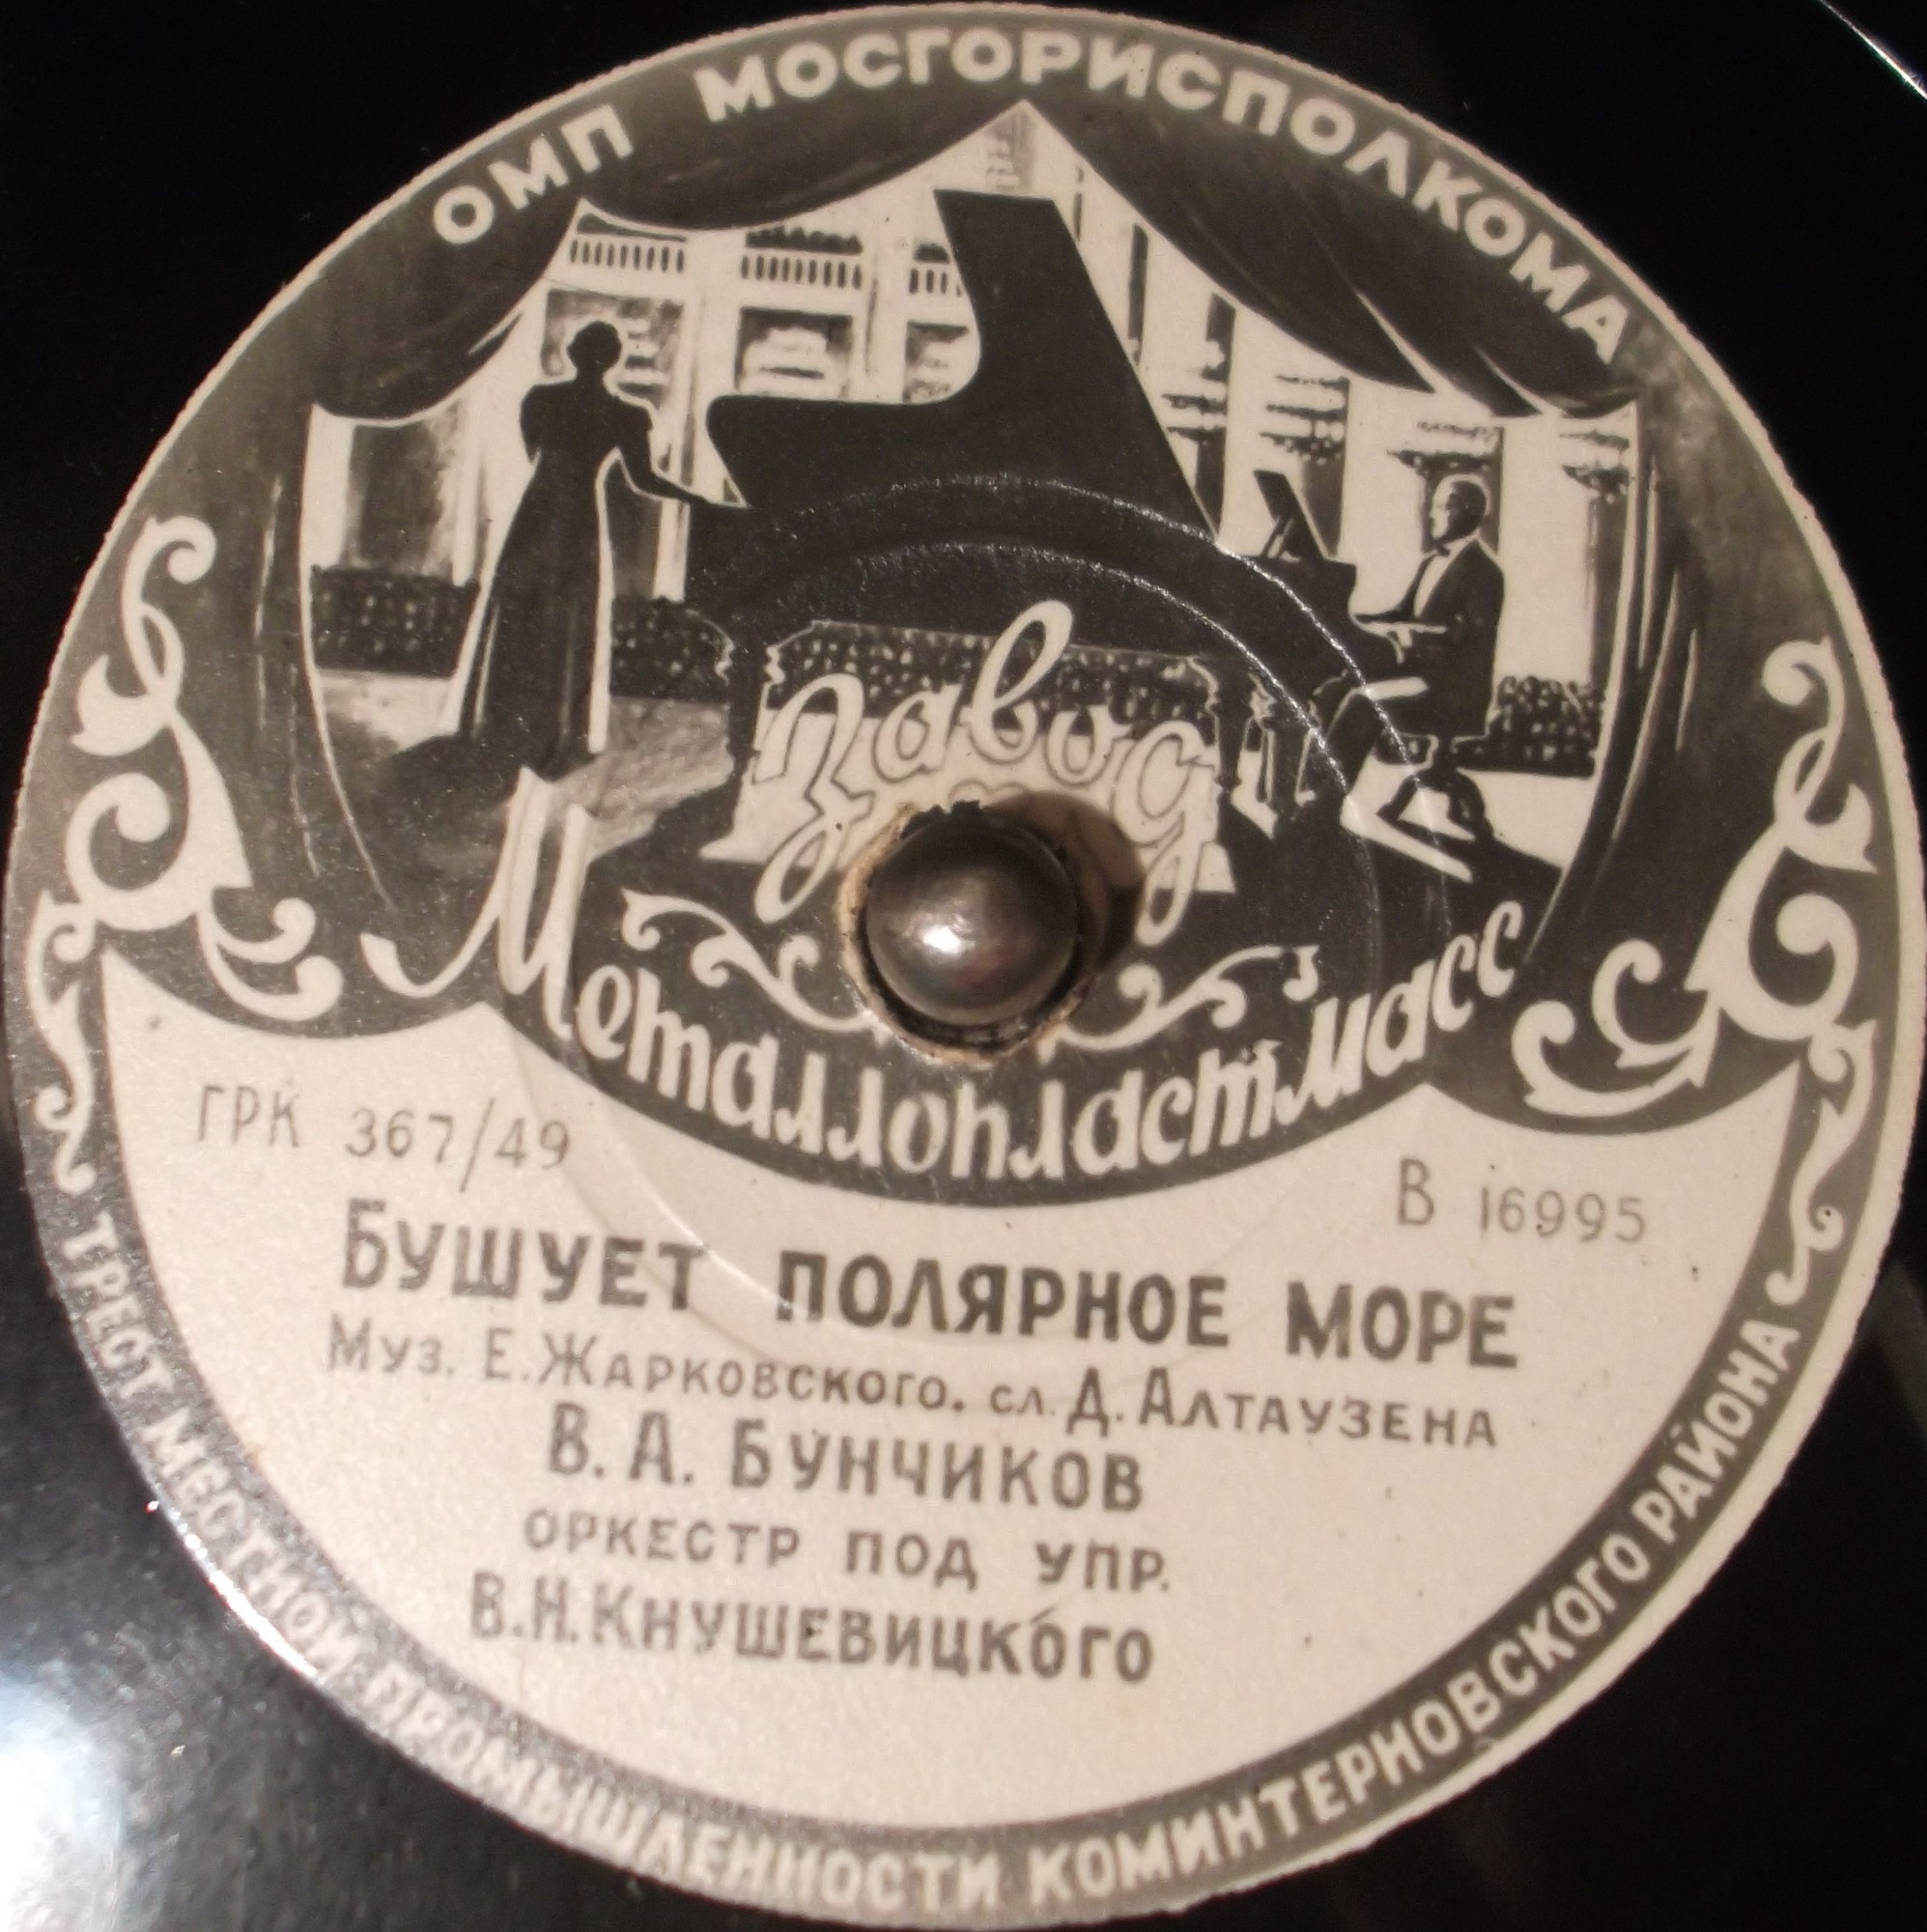 ОМП МОСГОРИСПОЛКОМА
Завод
Металлопластмасс
ГРК 367/49
В 16995
БУШУЕТ ПОЛЯРНОЕ МОРЕ
Муз. Е. ЖАРКОВСКОГО. сл. Д. АЛТАУЗЕНА
В. А. БУНЧИКОВ
ОРКЕСТР ПОД УПР.
В. Н. КНУШЕВИЦКОГО
ТРЕСТ МЕСТНОЙ ПРОМЫШЛЕННОСТИ КОМИНТЕРНОВСКОГО РАЙОНА